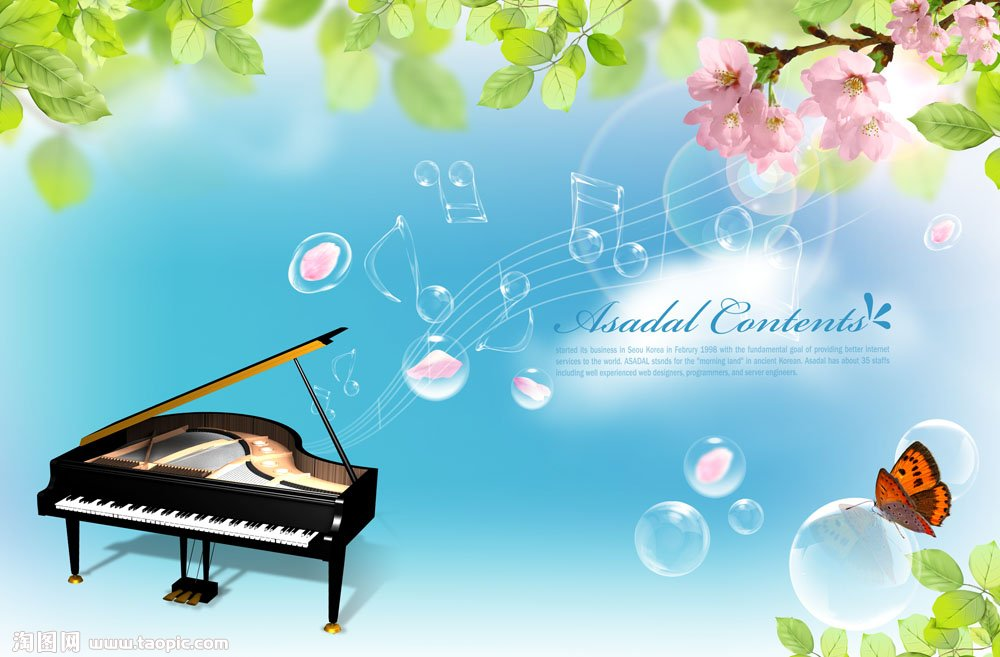 Asadal Contents
started its business in Seou Korea in Februry 1998 with the fundamental goal of providing better internet
services to the world. ASADAL stands for the "morning land" in ancient Korean. Asadal has about 35 staffs
including well experienced web designers, programmers, and server engineers.
淘图网 www.taopic.com